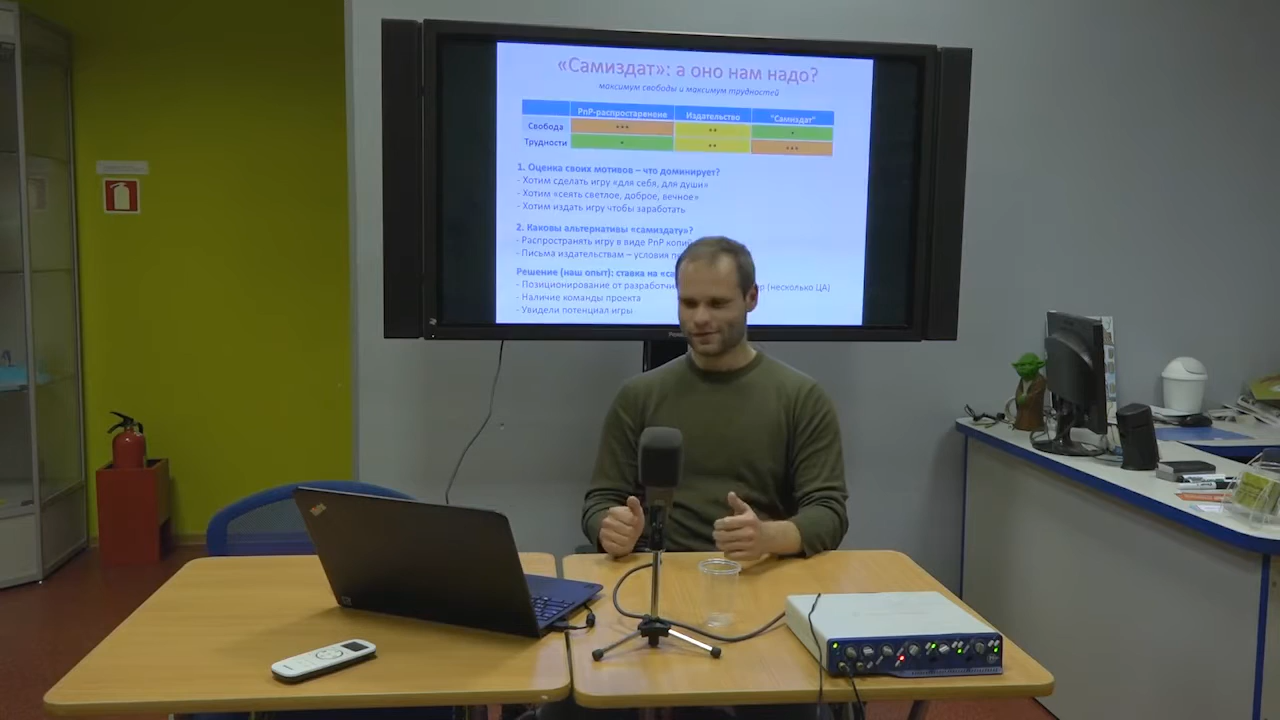 «Самиздат»: а оно нам надо?
максимум свободы и максимум трудностей
PnP-распростаренене Издательство "Самиздат"
Свобода *** ** *
Трудности * ** ***
1. Оценка своих мотивов – что доминирует?
- Хотим сделать игру «для себя, для души»
- Хотим «сеять светлое, доброе, вечное»
- Хотим издать игру чтобы заработать
2. Каковы альтернативы «самиздату»?
- Распространять игру в виде PnP копий
- Письма издательствам – условия
Решение (наш опыт): ставка на
- Позиционирование от (несколько ЦА)
- Наличие команды проекта
- Увидели потенциал игры